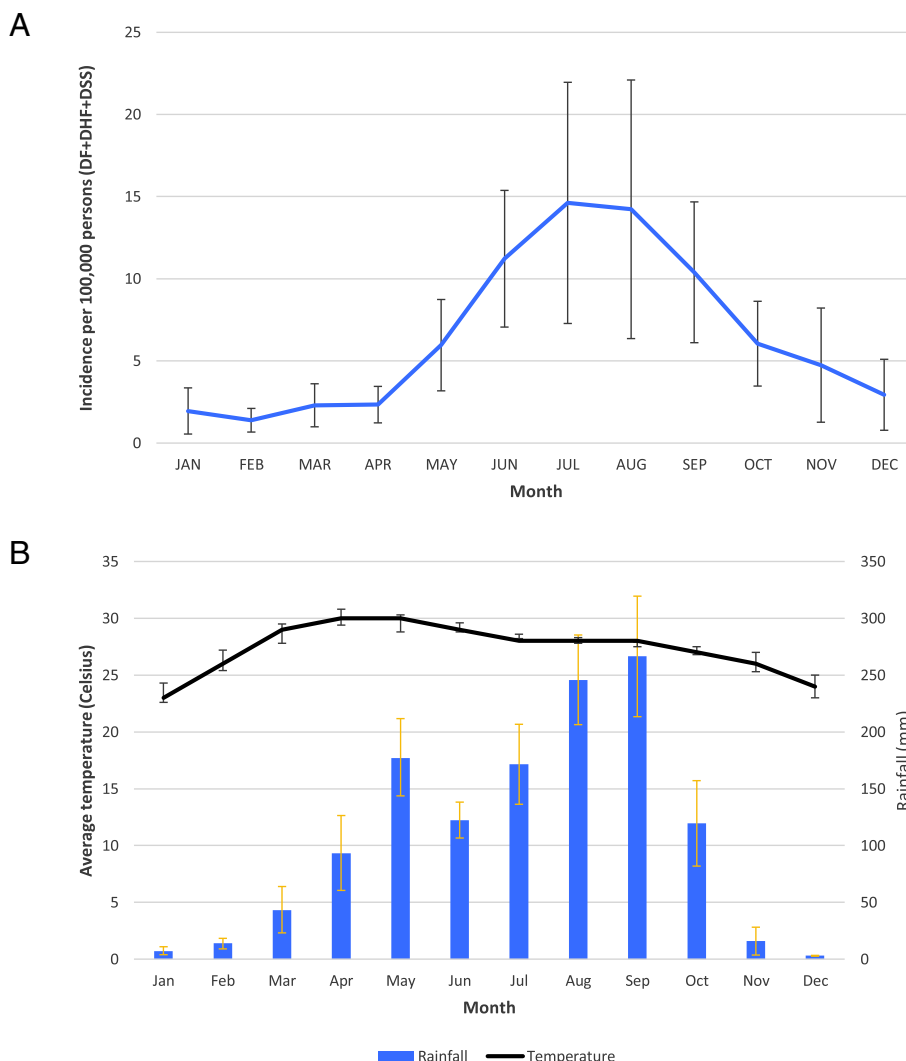 A
Incidence per 100,000 persons (DF+DHF+DSS)
25
20
15
10
5
0
JAN FEB MAR APR MAY JUN JUL AUG SEP OCT NOV DEC
Month
B
Average temperature (Celsius)
Rainfall (mm)
35 350
30 300
25 250
20 200
15 150
10 100
5 50
0 0
Jan Feb Mar Apr May Jun Jul Aug Sep Oct Nov Dec
Month
Rainfall Temperature